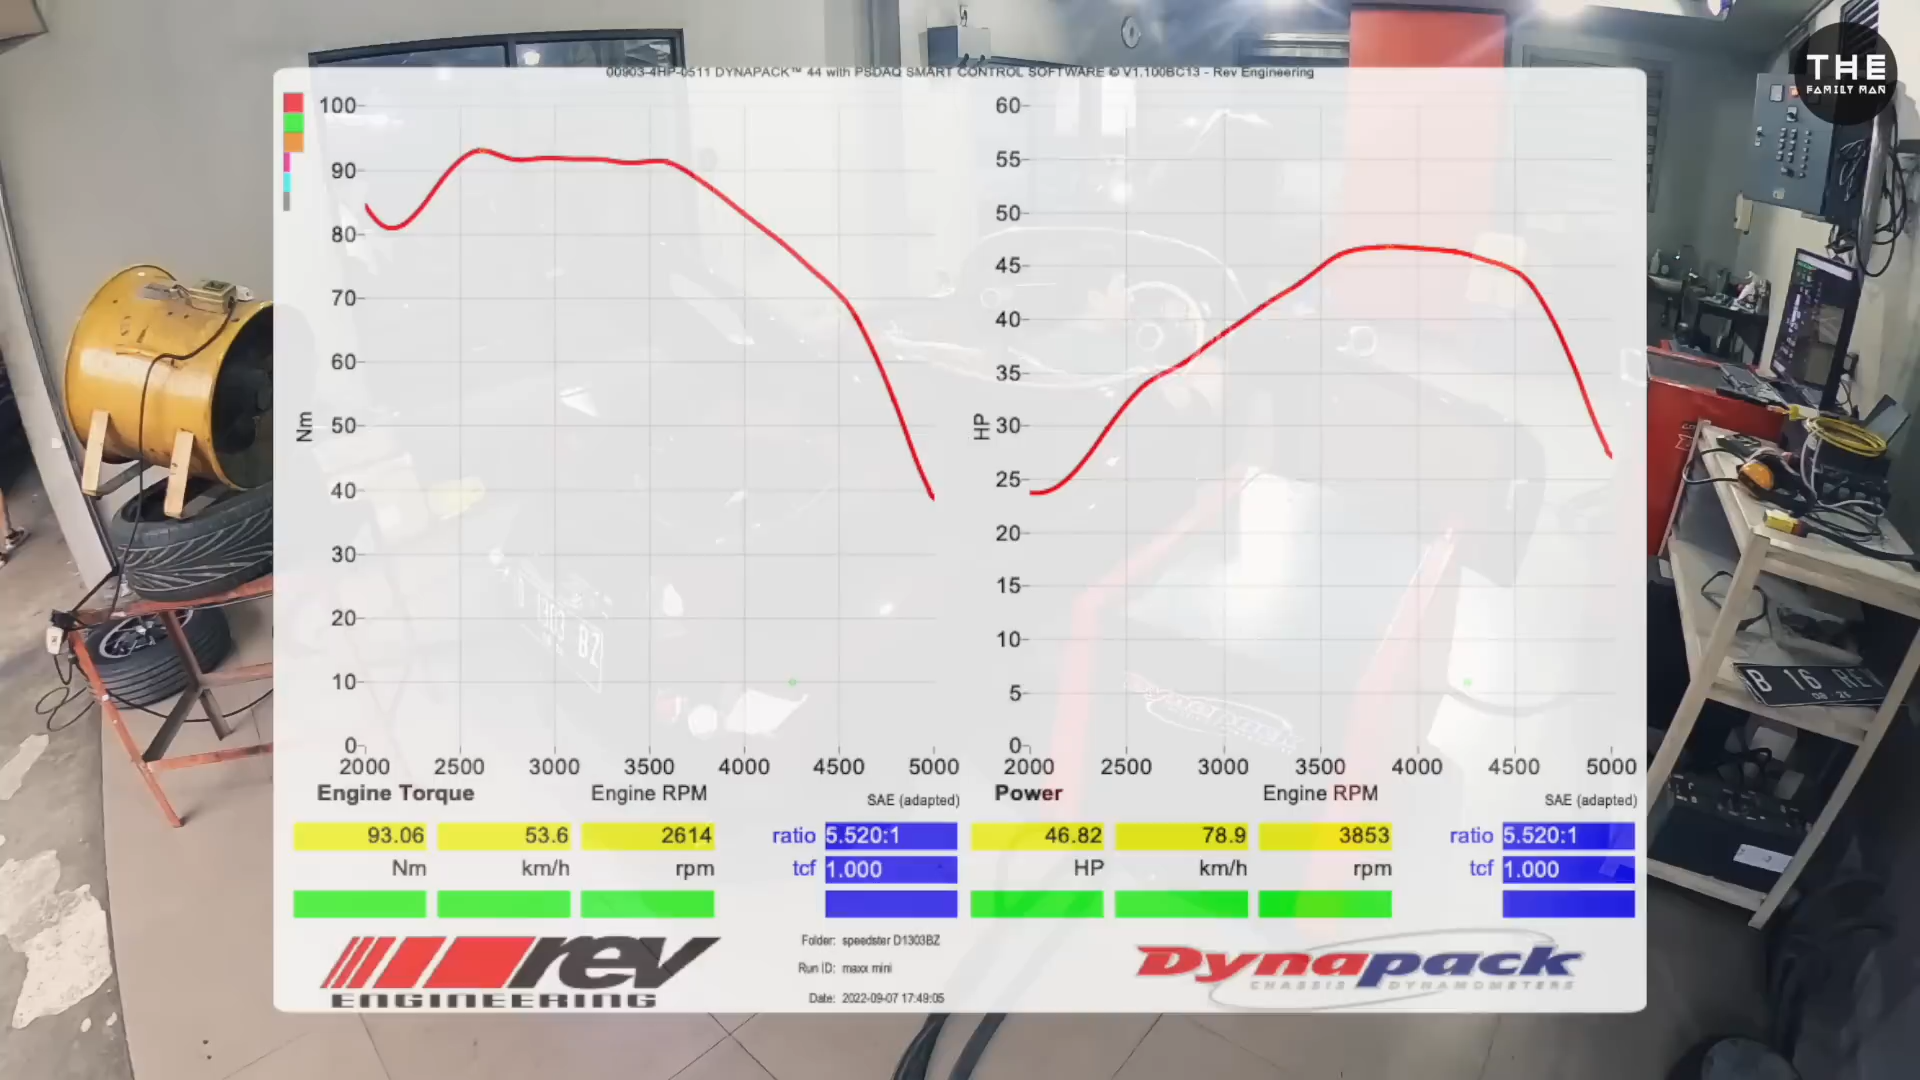 THE
FAMILY MAN
00903-4HP-0511 DYNAPACK™ 44 with PSDAQ SMART CONTROL SOFTWARE © V1.100BC13 - Rev Engineering
100
90
80
70
60
50
40
30
20
10
0
Nm
2000 2500 3000 3500 4000 4500 5000
Engine Torque Engine RPM SAE (adapted)
93.06 53.6 2614 ratio 5.520:1
Nm km/h rpm tcf 1.000
60
55
50
45
40
35
30
25
20
15
10
5
0
HP
2000 2500 3000 3500 4000 4500 5000
Power Engine RPM SAE (adapted)
46.82 78.9 3853 ratio 5.520:1
HP km/h rpm tcf 1.000
rev
ENGINEERING
Folder: speedster D1303BZ
Run ID: maxx mini
Date: 2022-09-07 17:49:05
Dynapack
CHASSIS DYNAMOMETERS
D 1303 BZ
B 16 REV